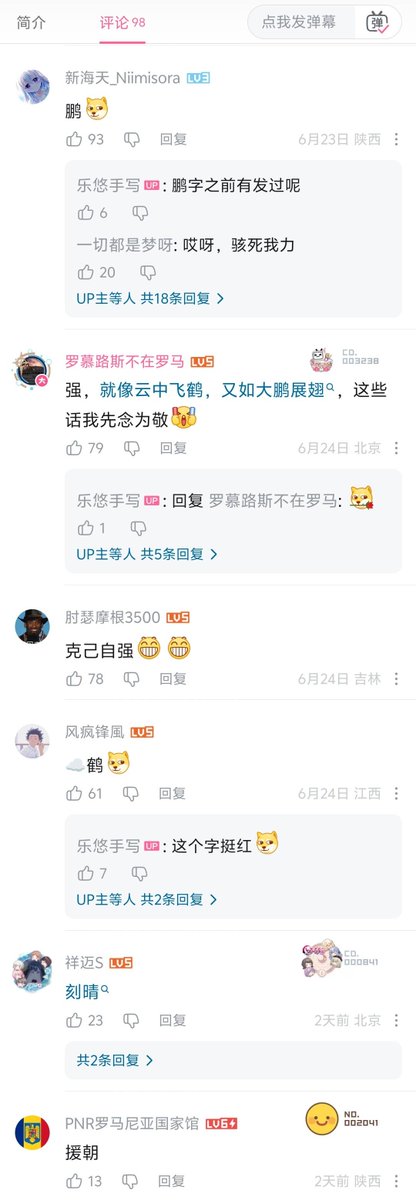 简介
评论 98
点我发弹幕
弹
新海天_Niimisora LV3
鹏
93 回复 6月23日 陕西
乐悠手写 UP: 鹏字之前有发过呢
6
一切都是梦呀: 哎呀，骇死我力
20
UP主等人 共18条回复
罗慕路斯不在罗马 LV5
CD. 003238
强，就像云中飞鹤，又如大鹏展翅，这些
话我先念为敬
79 回复 6月24日 北京
乐悠手写 UP: 回复 罗慕路斯不在罗马:
1
UP主等人 共5条回复
肘瑟摩根3500 LV5
克己自强
78 回复 6月24日 吉林
风疯锋風 LV5
鹤
61 回复 6月24日 江西
乐悠手写 UP: 这个字挺红
7
UP主等人 共2条回复
祥迈S LV5
CD. 000841
刻晴
23 回复 2天前 北京
共2条回复
PNR罗马尼亚国家馆 LV6
NO. 002041
援朝
13 回复 2天前 陕西